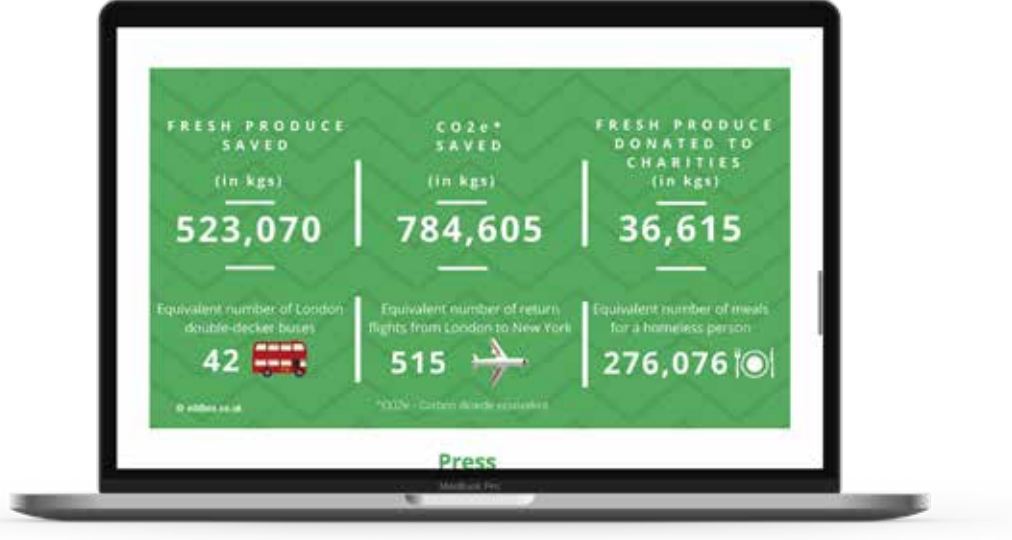 FRESH PRODUCE
SAVED
(in kgs)
523,070
Equivalent number of London
double-decker buses
42
CO2e*
SAVED
(in kgs)
784,605
Equivalent number of return
flights from London to New York
515
*CO2e - Carbon dioxide equivalent
FRESH PRODUCE
DONATED TO
CHARITIES
(in kgs)
36,615
Equivalent number of meals
for a homeless person
276,076
© oddbox.co.uk
Press
MacBook Pro